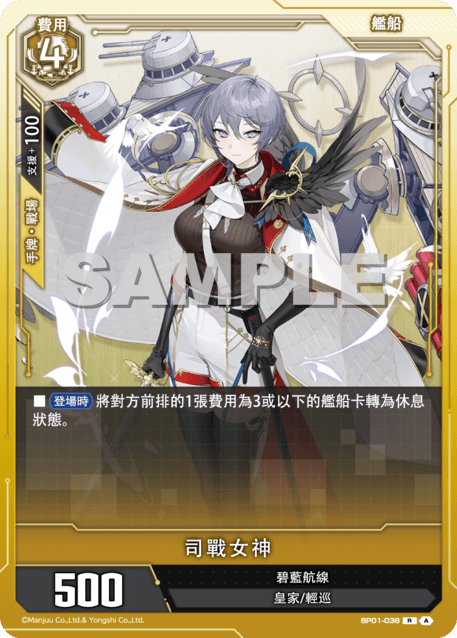 費用
4
艦船
支援+100
手牌・戰場
SAMPLE
■ 登場時 將對方前排的1張費用為3或以下的艦船卡轉為休息
狀態。
司戰女神
500
碧藍航線
皇家/輕巡
©Manjuu Co.,Ltd.& Yongshi Co.,Ltd.
BP01-038 R A